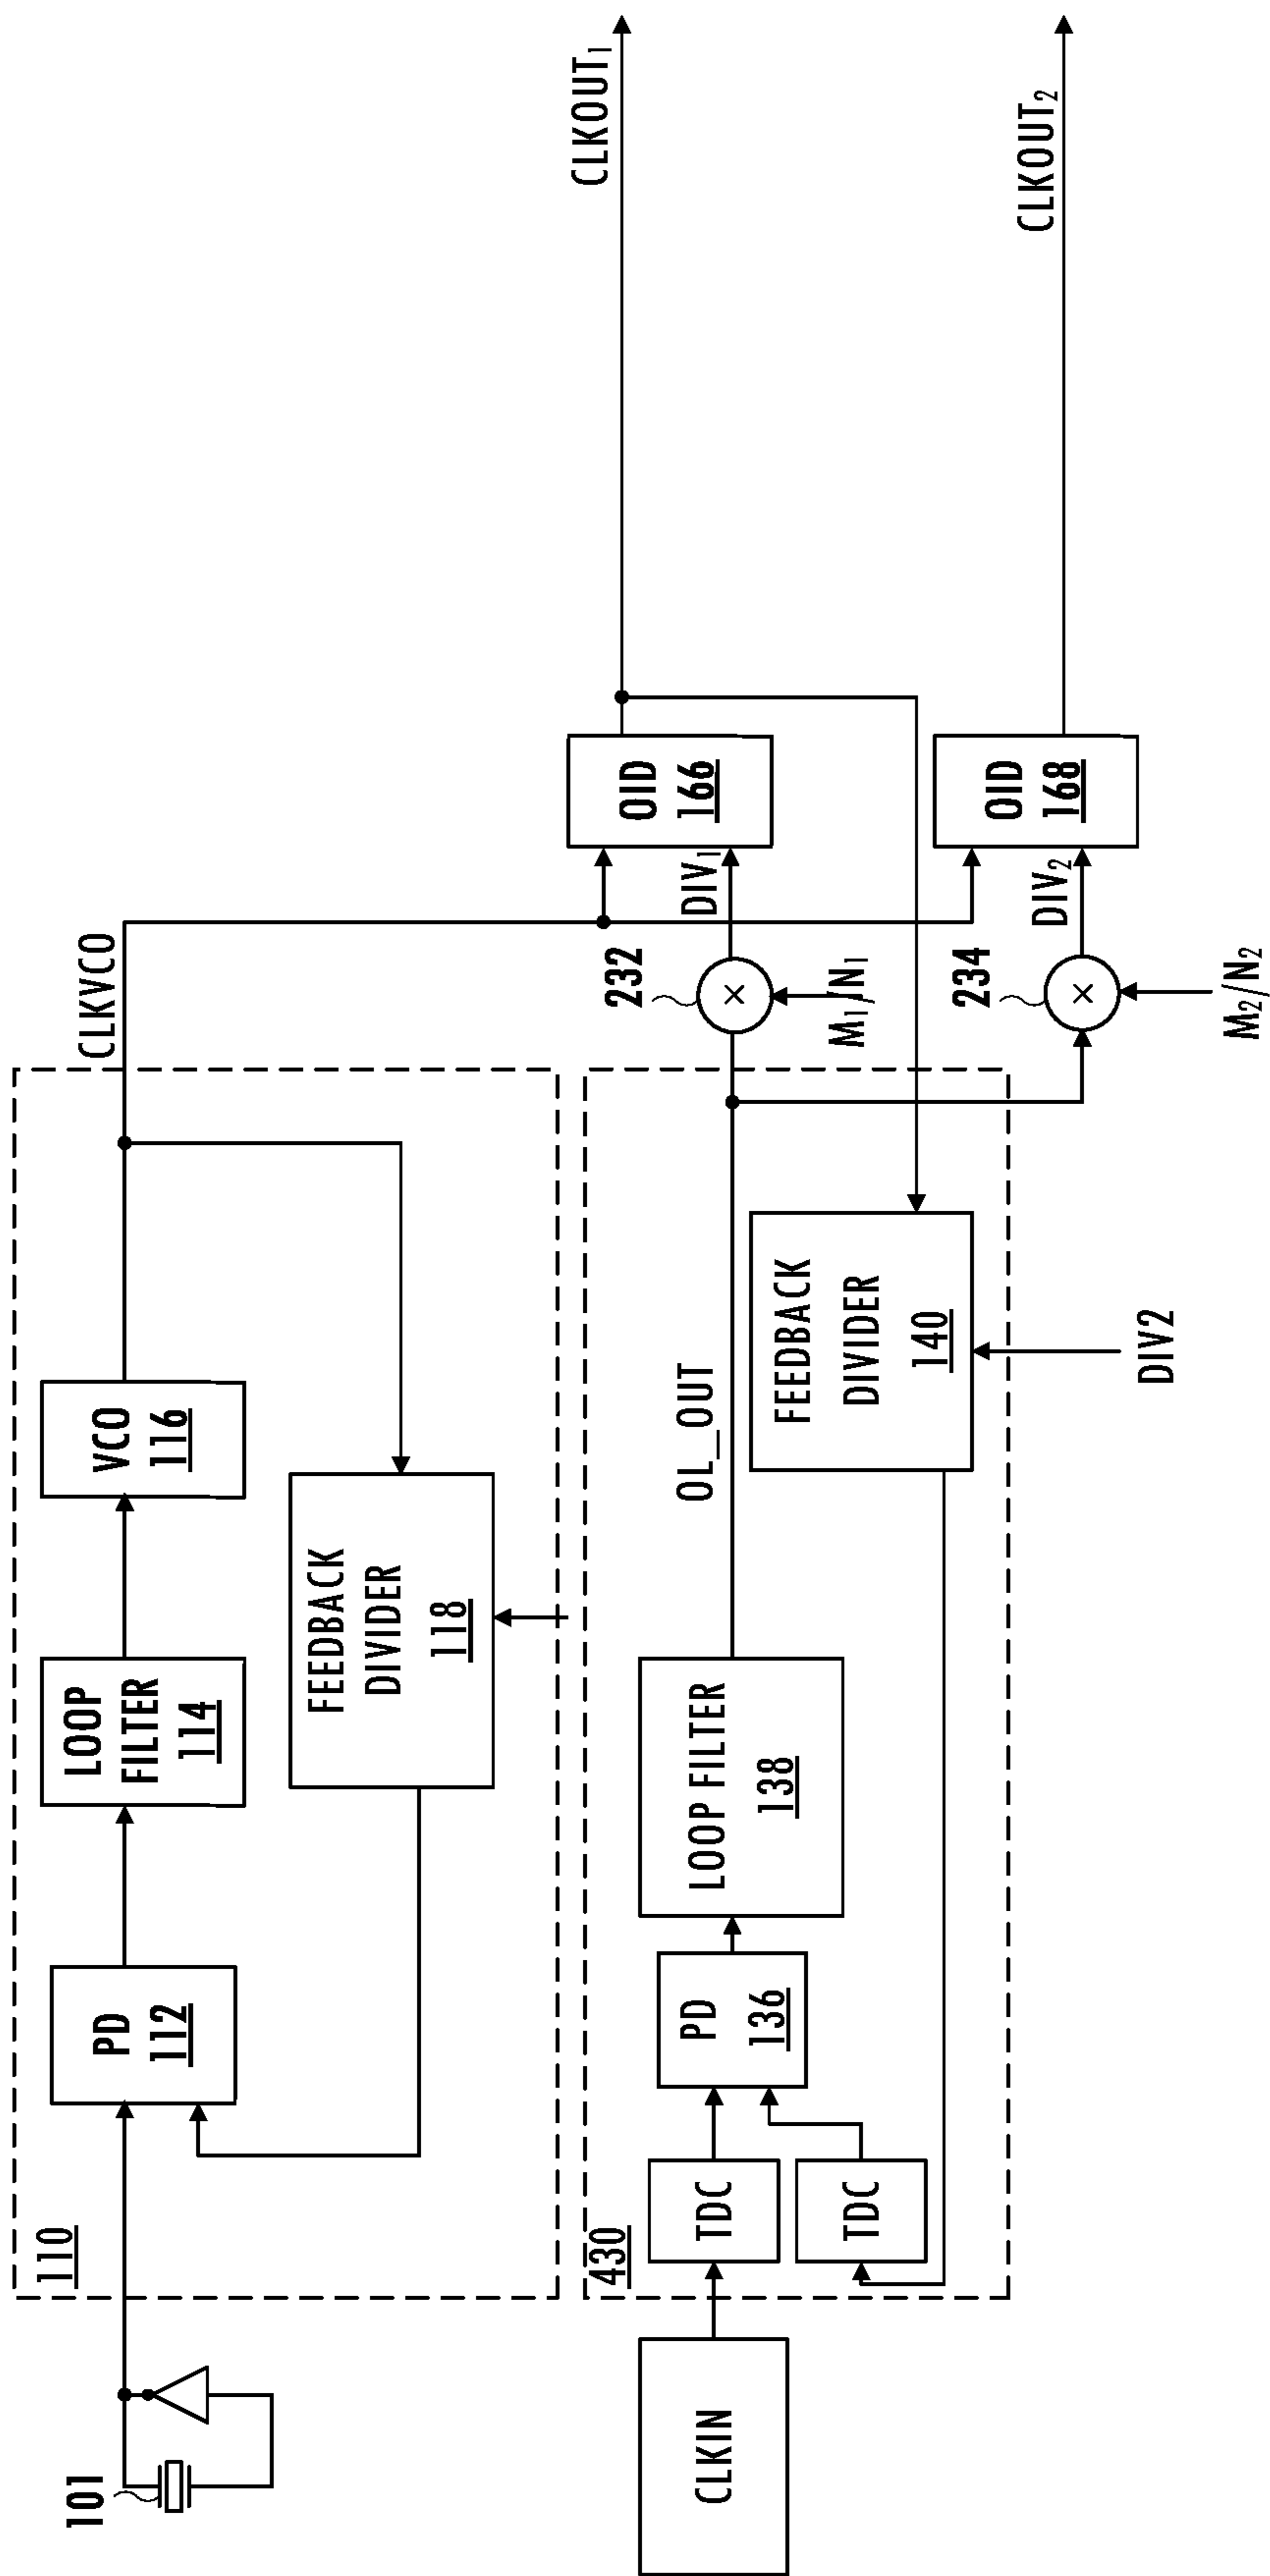 101
110
PD
112
LOOP
FILTER
114
VCO
116
CLKVCO
FEEDBACK
DIVIDER
118
CLKIN
430
TDC
TDC
PD
136
LOOP FILTER
138
OL_OUT
FEEDBACK
DIVIDER
140
DIV2
232
M₁/N₁
DIV₁
OID
166
CLKOUT₁
234
M₂/N₂
DIV₂
OID
168
CLKOUT₂